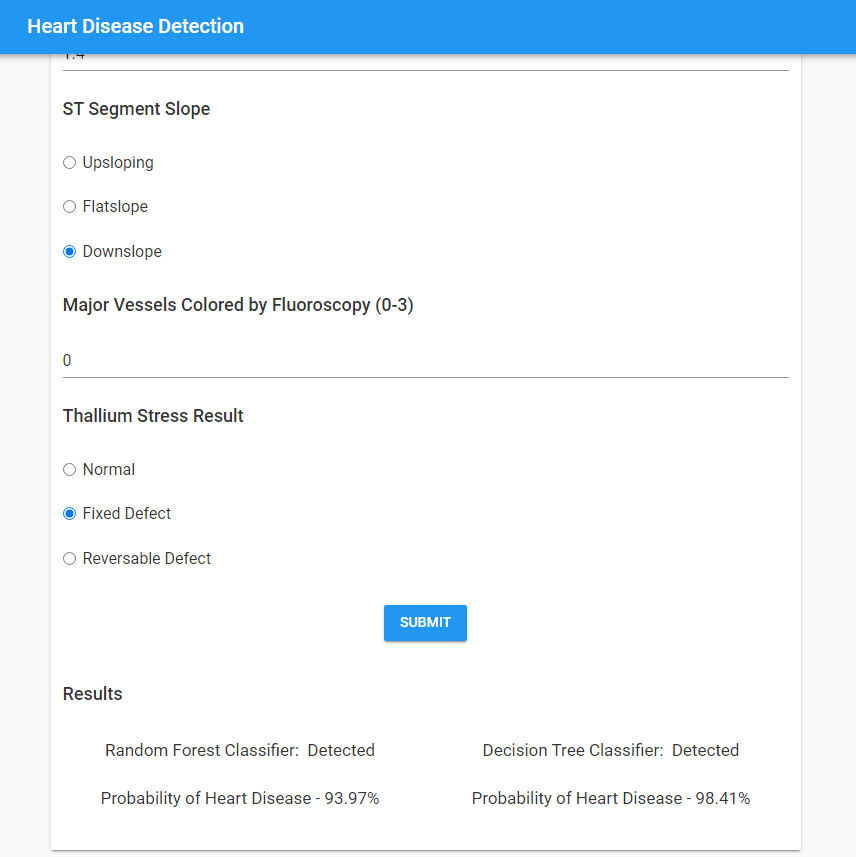 Heart Disease Detection
1.4
ST Segment Slope
Upsloping
Flatslope
Downslope
Major Vessels Colored by Fluoroscopy (0-3)
0
Thallium Stress Result
Normal
Fixed Defect
Reversable Defect
SUBMIT
Results
Random Forest Classifier: Detected
Decision Tree Classifier: Detected
Probability of Heart Disease - 93.97%
Probability of Heart Disease - 98.41%